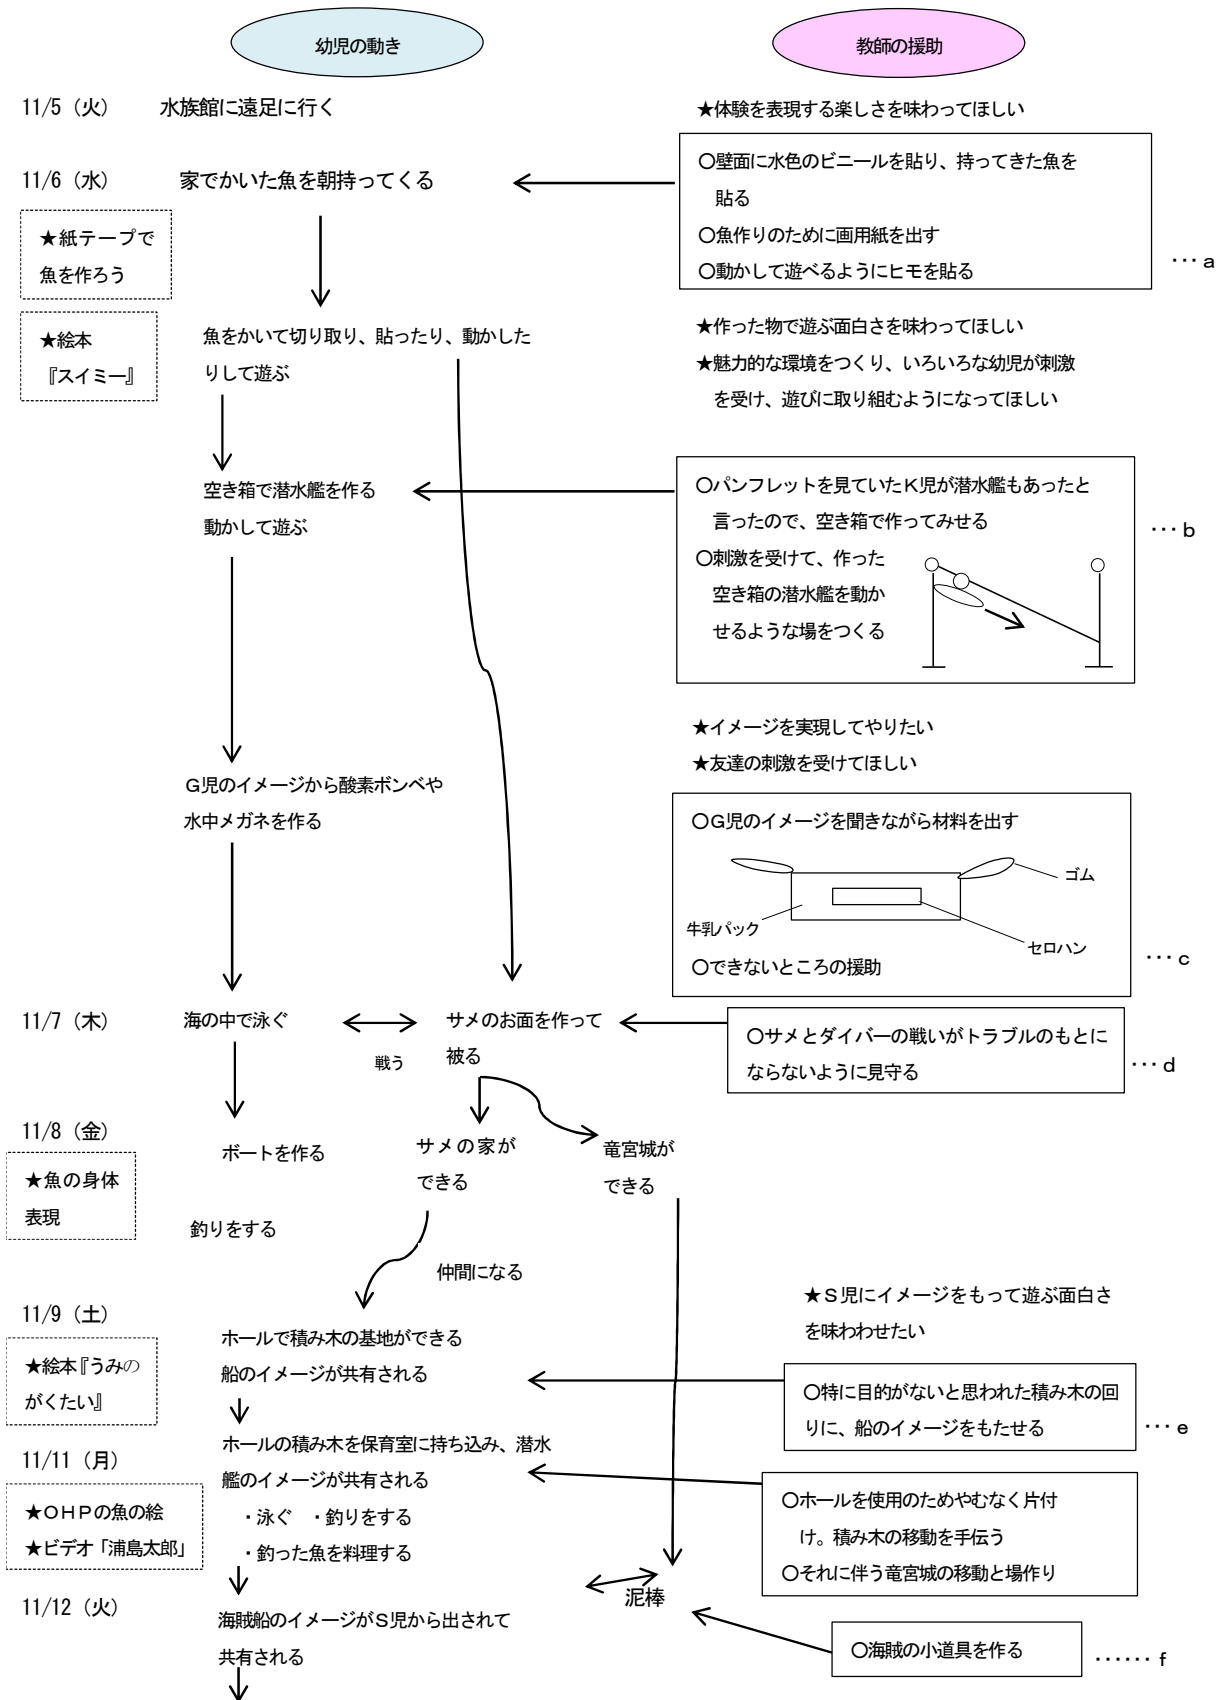 幼児の動き
教師の援助
11/5（火）
水族館に遠足に行く
★体験を表現する楽しさを味わってほしい
11/6（水）
家でかいた魚を朝持ってくる
○壁面に水色のビニールを貼り、持ってきた魚を
貼る
○魚作りのために画用紙を出す
○動かして遊べるようにヒモを貼る
･･･a
★紙テープで
魚を作ろう
★絵本
『スイミー』
魚をかいて切り取り、貼ったり、動かした
りして遊ぶ
★作った物で遊ぶ面白さを味わってほしい
★魅力的な環境をつくり、いろいろな幼児が刺激
を受け、遊びに取り組むようになってほしい
空き箱で潜水艦を作る
動かして遊ぶ
○パンフレットを見ていたＫ児が潜水艦もあったと
言ったので、空き箱で作ってみせる
○刺激を受けて、作った
空き箱の潜水艦を動か
せるような場をつくる
･･･b
★イメージを実現してやりたい
★友達の刺激を受けてほしい
Ｇ児のイメージから酸素ボンベや
水中メガネを作る
○Ｇ児のイメージを聞きながら材料を出す
ゴム
牛乳パック
セロハン
○できないところの援助
･･･c
11/7（木）
海の中で泳ぐ
戦う
サメのお面を作って
被る
○サメとダイバーの戦いがトラブルのもとに
ならないように見守る
･･･d
11/8（金）
★魚の身体
表現
ボートを作る
釣りをする
サメの家が
できる
竜宮城が
できる
仲間になる
11/9（土）
★絵本『うみの
がくたい』
ホールで積み木の基地ができる
船のイメージが共有される
★Ｓ児にイメージをもって遊ぶ面白さ
を味わわせたい
○特に目的がないと思われた積み木の回
りに、船のイメージをもたせる
･･･e
11/11（月）
★ＯＨＰの魚の絵
★ビデオ「浦島太郎」
ホールの積み木を保育室に持ち込み、潜水
艦のイメージが共有される
・泳ぐ　・釣りをする
・釣った魚を料理する
○ホールを使用のためやむなく片付
け。積み木の移動を手伝う
○それに伴う竜宮城の移動と場作り
11/12（火）
海賊船のイメージがＳ児から出されて
共有される
泥棒
○海賊の小道具を作る
･･････f